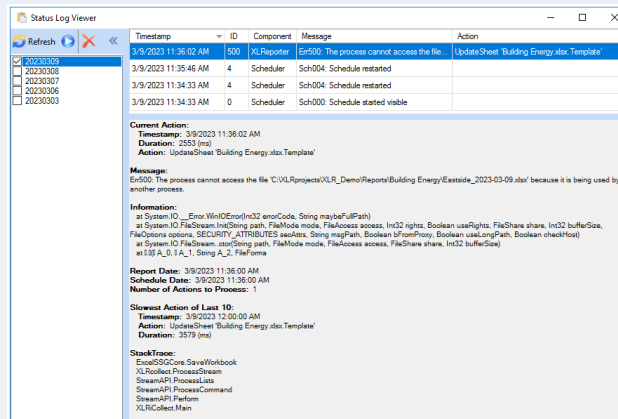 Status Log Viewer
Refresh
20230309
20230308
20230307
20230306
20230303
Timestamp ID Component Message Action
3/9/2023 11:36:02 AM 500 XLReporter Err500: The process cannot access the file... UpdateSheet 'Building Energy.xlsx.Template'
3/9/2023 11:35:46 AM 4 Scheduler Sch004: Schedule restarted
3/9/2023 11:34:33 AM 4 Scheduler Sch004: Schedule restarted
3/9/2023 11:34:33 AM 0 Scheduler Sch000: Schedule started visible
Current Action:
Timestamp: 3/9/2023 11:36:02 AM
Duration: 2553 (ms)
Action: UpdateSheet 'Building Energy.xlsx.Template'
Message:
Err500: The process cannot access the file 'C:\XLRprojects\XLR_Demo\Reports\Building Energy\Eastside_2023-03-09.xlsx' because it is being used by
another process.
Information:
at System.IO.__Error.WinIOError(Int32 errorCode, String maybeFullPath)
at System.IO.FileStream.Init(String path, FileMode mode, FileAccess access, Int32 rights, Boolean useRights, FileShare share, Int32 bufferSize,
FileOptions options, SECURITY_ATTRIBUTES secAttrs, String msgPath, Boolean bFromProxy, Boolean useLongPath, Boolean checkHost)
at System.IO.FileStream..ctor(String path, FileMode mode, FileAccess access, FileShare share, Int32 bufferSize)
at A_0, A_1, String A_2, FileForma
Report Date: 3/9/2023 11:36:00 AM
Schedule Date: 3/9/2023 11:36:00 AM
Number of Actions to Process: 1
Slowest Action of Last 10:
Timestamp: 3/9/2023 12:00:00 AM
Action: UpdateSheet 'Building Energy.xlsx.Template'
Duration: 3579 (ms)
StackTrace:
ExcelSSGCore.SaveWorkbook
XLRcollect.ProcessStream
StreamAPI.ProcessLists
StreamAPI.ProcessCommand
StreamAPI.Perform
XLRiCollect.Main